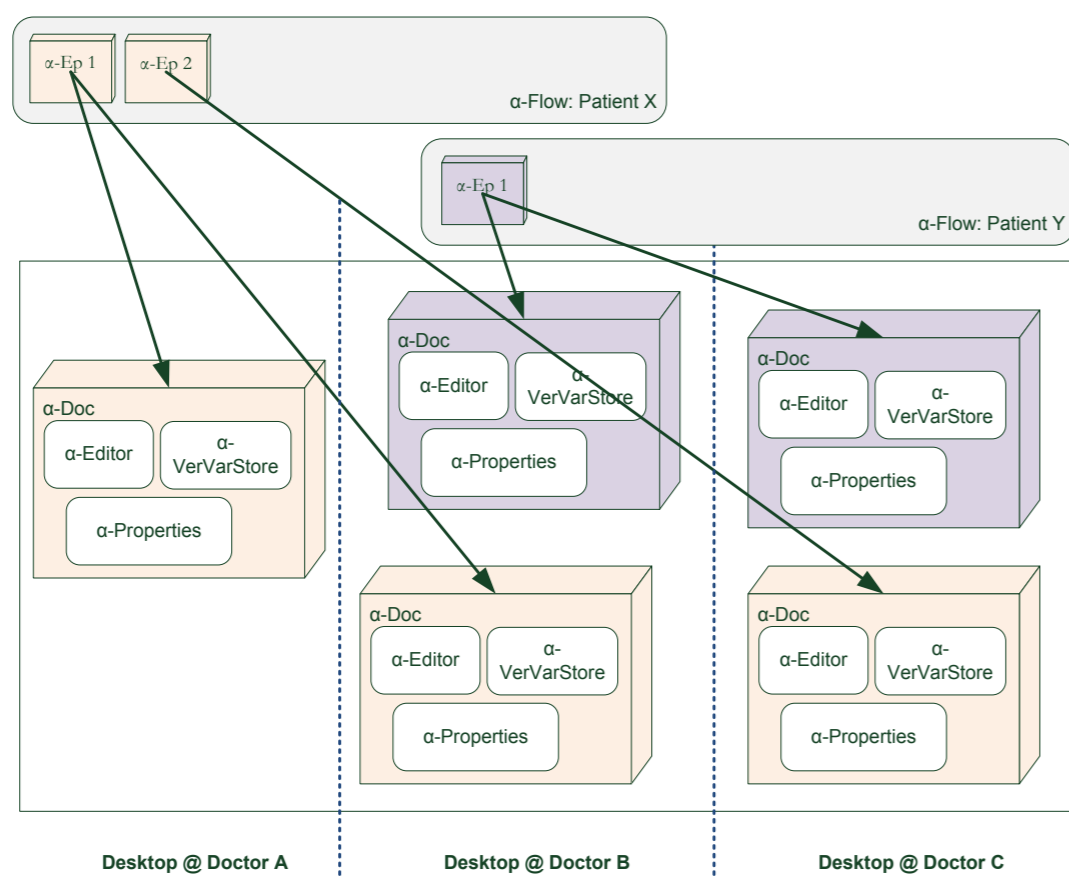 α-Ep 1
α-Ep 2
α-Flow: Patient X
α-Ep 1
α-Flow: Patient Y
α-Doc
α-Editor
α-
VerVarStore
α-Properties
α-Doc
α-Editor
α-
VerVarStore
α-Properties
α-Doc
α-Editor
α-
VerVarStore
α-Properties
α-Doc
α-Editor
α-
VerVarStore
α-Properties
α-Doc
α-Editor
α-
VerVarStore
α-Properties
Desktop @ Doctor A
Desktop @ Doctor B
Desktop @ Doctor C